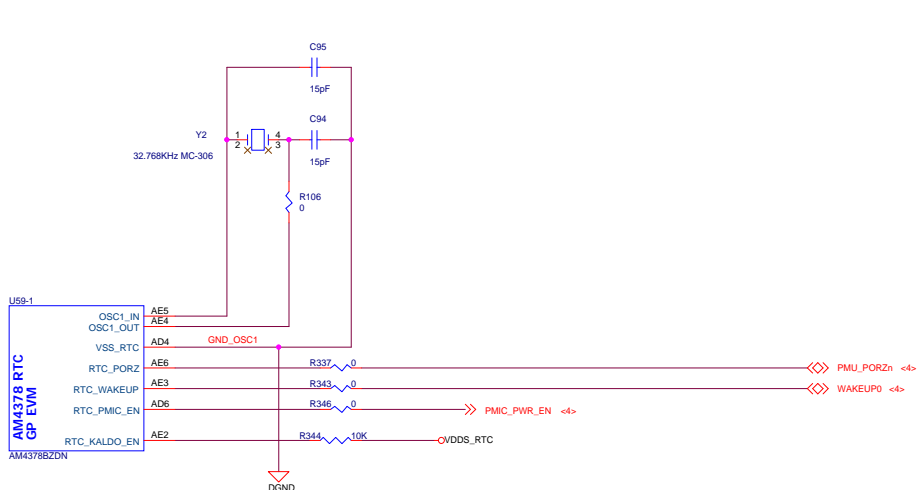 C95
15pF
C94
Y2
1
4
2
3
32.768KHz MC-306
15pF
R106
0
U59-1
OSC1_IN
AE5
OSC1_OUT
AE4
VSS_RTC
AD4
GND_OSC1
RTC_PORZ
AE6
R337
0
PMU_PORZn <4>
RTC_WAKEUP
AE3
R343
0
WAKEUP0 <4>
RTC_PMIC_EN
AD6
R346
0
PMIC_PWR_EN <4>
RTC_KALDO_EN
AE2
R344
10K
VDDS_RTC
AM4378 RTC
GP EVM
AM4378BZDN
DGND